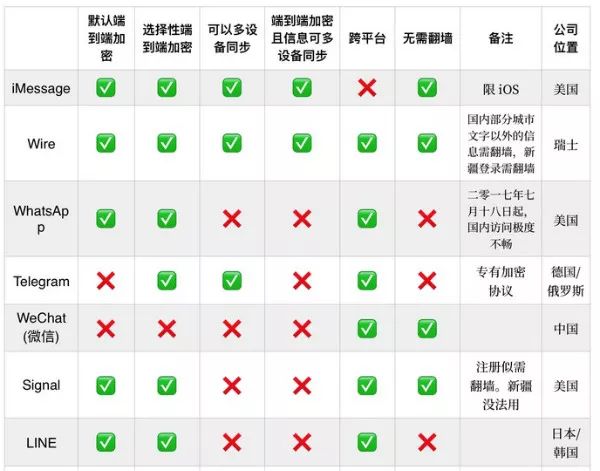 默认端
到端加
密
选择性端
到端加密
可以多设
备同步
端到端加密
且信息可多
设备同步
跨平台
无需翻墙
备注
公司
位置
iMessage
✅ ✅ ✅ ✅ ❌ ✅
限 iOS
美国
Wire
✅ ✅ ✅ ✅ ✅ ✅
国内部分城市
文字以外的信
息需翻墙，新
疆登录需翻墙
瑞士
WhatsAp
p
✅ ✅ ❌ ❌ ✅ ❌
二零一七年七
月十八日起，
国内访问极度
不畅
美国
Telegram
❌ ✅ ✅ ❌ ✅ ❌
专有加密
协议
德国/
俄罗斯
WeChat
(微信)
❌ ❌ ❌ ❌ ✅ ✅
中国
Signal
✅ ✅ ❌ ❌ ✅ ✅
注册似需
翻墙。新疆
没法用
美国
LINE
✅ ✅ ❌ ❌ ✅ ❌
日本/
韩国